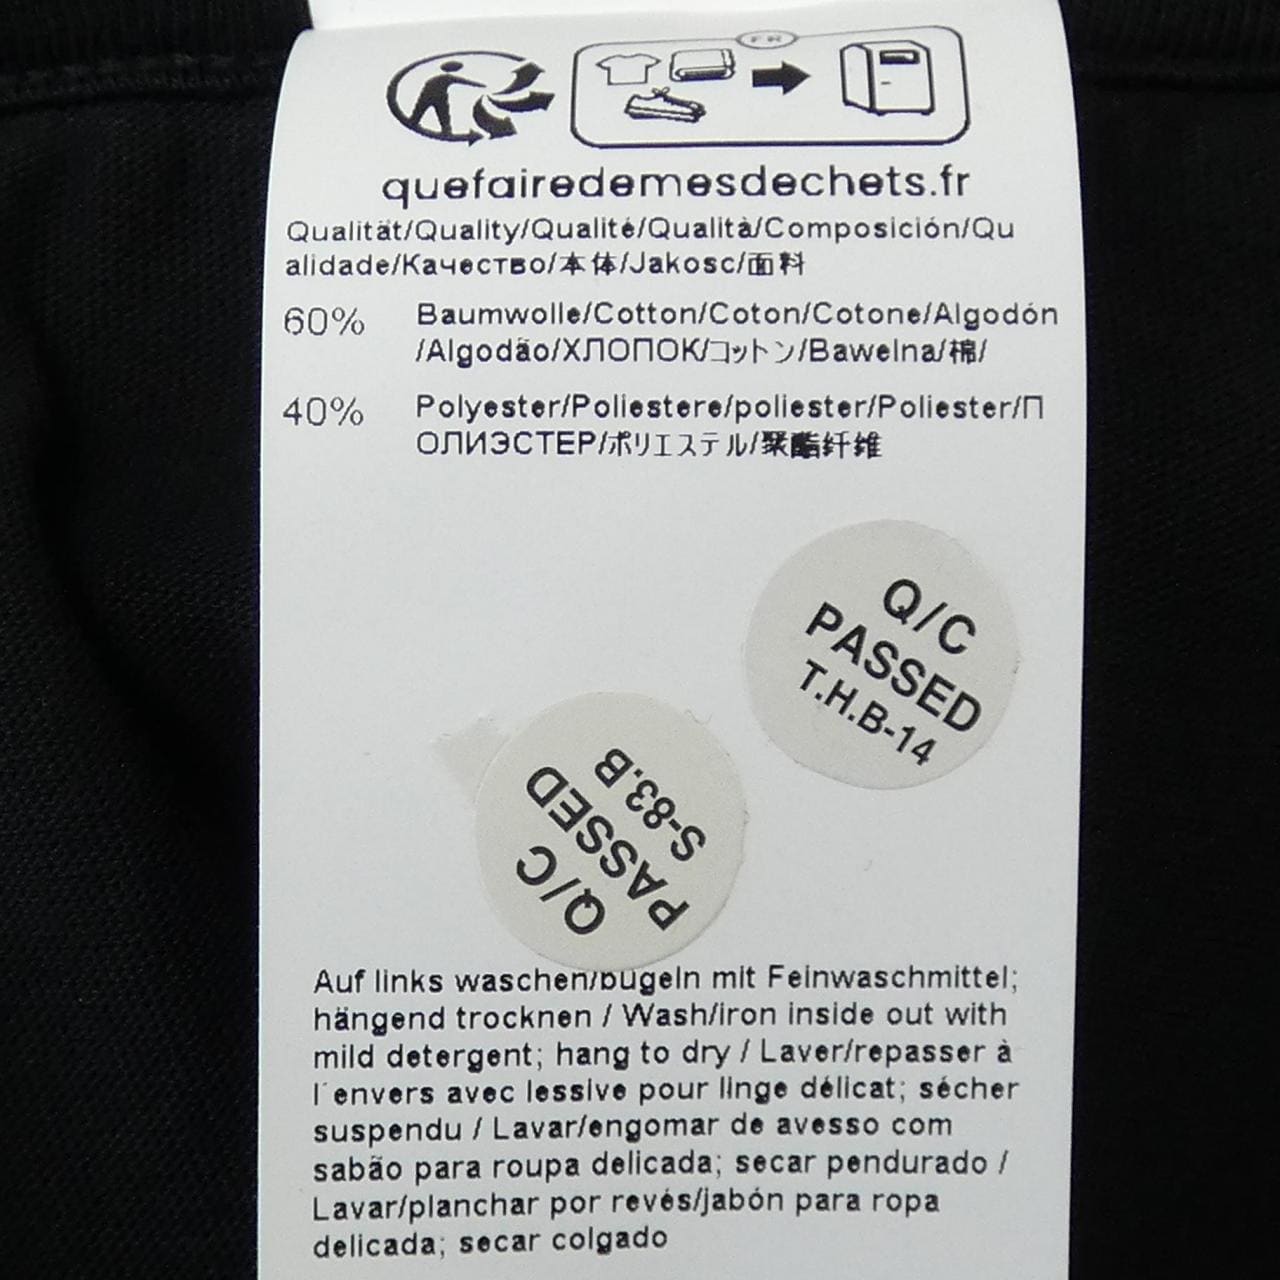 FR
quefairedemesdechets.fr
Qualität/Quality/Qualité/Qualità/Composición/Qu
alidade/Качество/本体/Jakosc/面料
60% Baumwolle/Cotton/Coton/Cotone/Algodón
/Algodão/ХЛОПОК/コットン/Bawelna/棉/
40% Polyester/Poliestere/poliester/Poliester/П
ОЛИЭСТЕР/ポリエステル/聚酯纤维
Q/C
PASSED
T.H.B-14
Q/C
PASSED
S-83.B
Auf links waschen/bügeln mit Feinwaschmittel;
hängend trocknen / Wash/iron inside out with
mild detergent; hang to dry / Laver/repasser à
l´envers avec lessive pour linge délicat; sécher
suspendu / Lavar/engomar de avesso com
sabão para roupa delicada; secar pendurado /
Lavar/planchar por revés/jabón para ropa
delicada; secar colgado